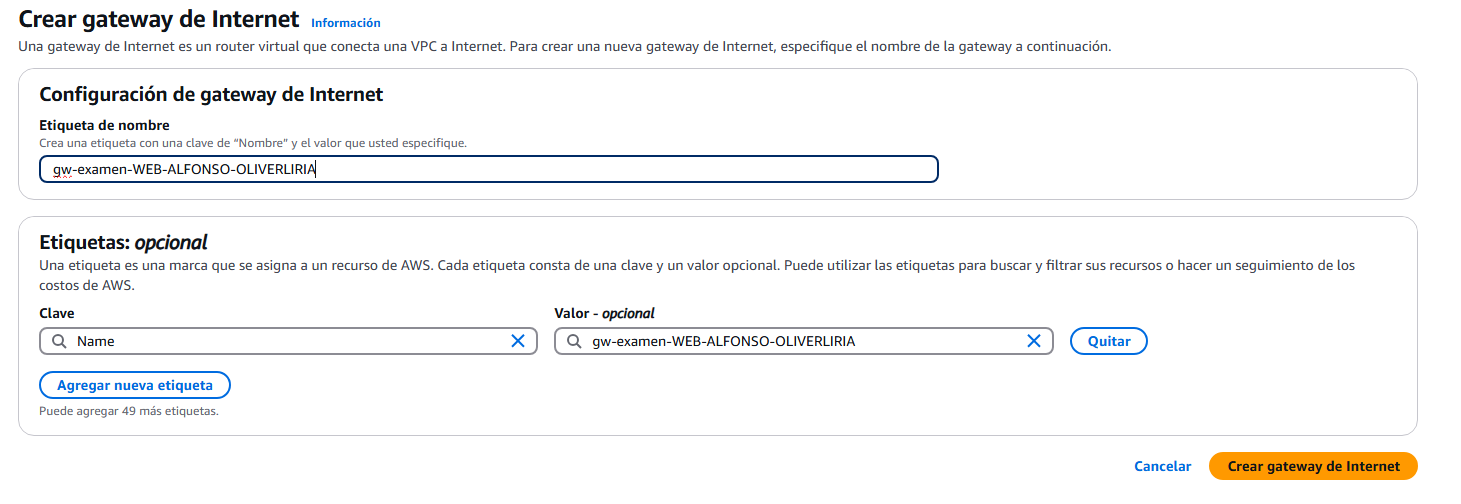 Crear gateway de Internet Información
Una gateway de Internet es un router virtual que conecta una VPC a Internet. Para crear una nueva gateway de Internet, especifique el nombre de la gateway a continuación.
Configuración de gateway de Internet
Etiqueta de nombre
Crea una etiqueta con una clave de “Nombre” y el valor que usted especifique.
gw-examen-WEB-ALFONSO-OLIVERLIRIA
Etiquetas: opcional
Una etiqueta es una marca que se asigna a un recurso de AWS. Cada etiqueta consta de una clave y un valor opcional. Puede utilizar las etiquetas para buscar y filtrar sus recursos o hacer un seguimiento de los
costos de AWS.
Clave Valor - opcional
Name gw-examen-WEB-ALFONSO-OLIVERLIRIA Quitar
Agregar nueva etiqueta
Puede agregar 49 más etiquetas.
Cancelar Crear gateway de Internet